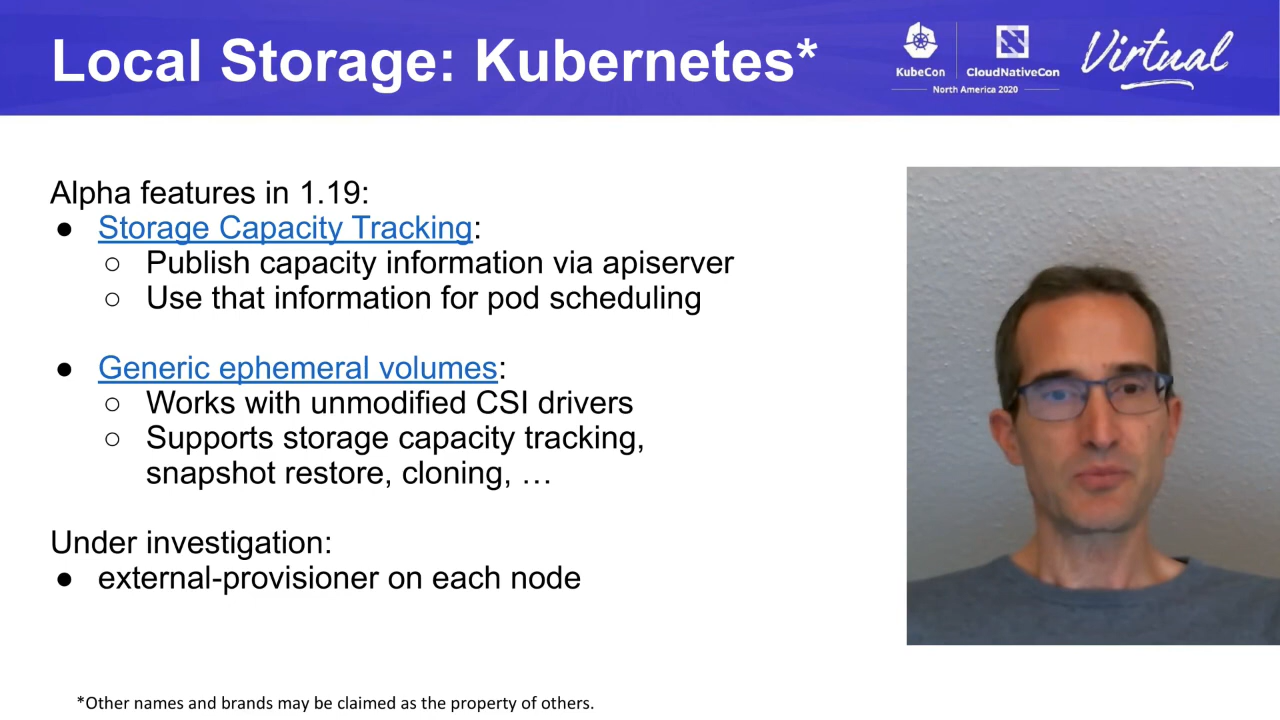 Local Storage: Kubernetes*
KubeCon
CloudNativeCon
North America 2020
Virtual
Alpha features in 1.19:
● Storage Capacity Tracking:
○ Publish capacity information via apiserver
○ Use that information for pod scheduling
● Generic ephemeral volumes:
○ Works with unmodified CSI drivers
○ Supports storage capacity tracking,
snapshot restore, cloning, …
Under investigation:
● external-provisioner on each node
*Other names and brands may be claimed as the property of others.